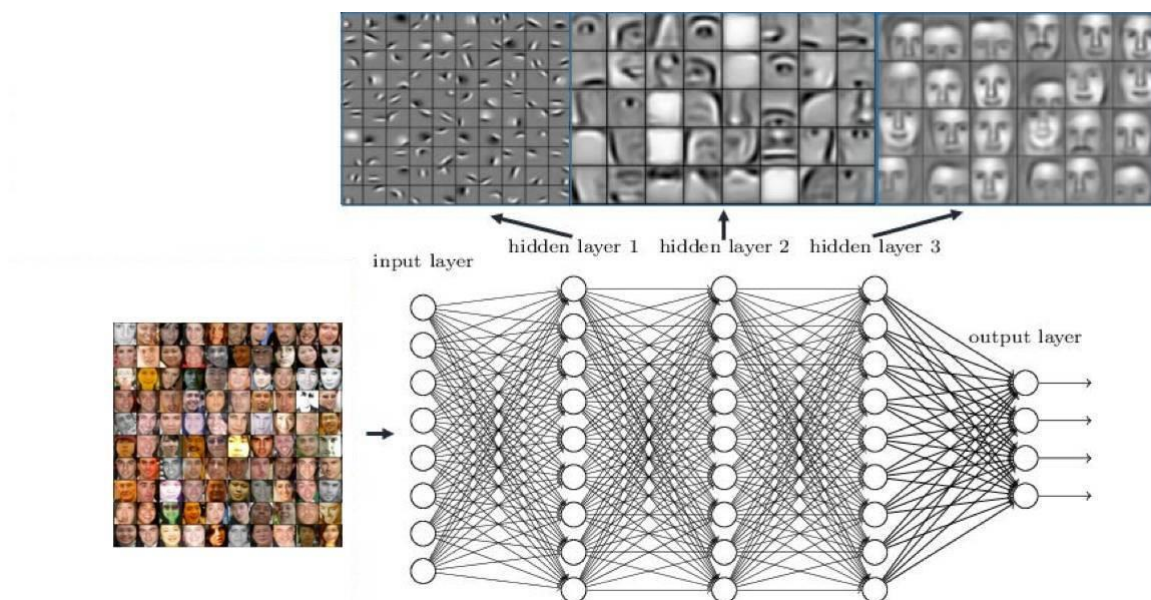 hidden layer 1
hidden layer 2
hidden layer 3
input layer
output layer